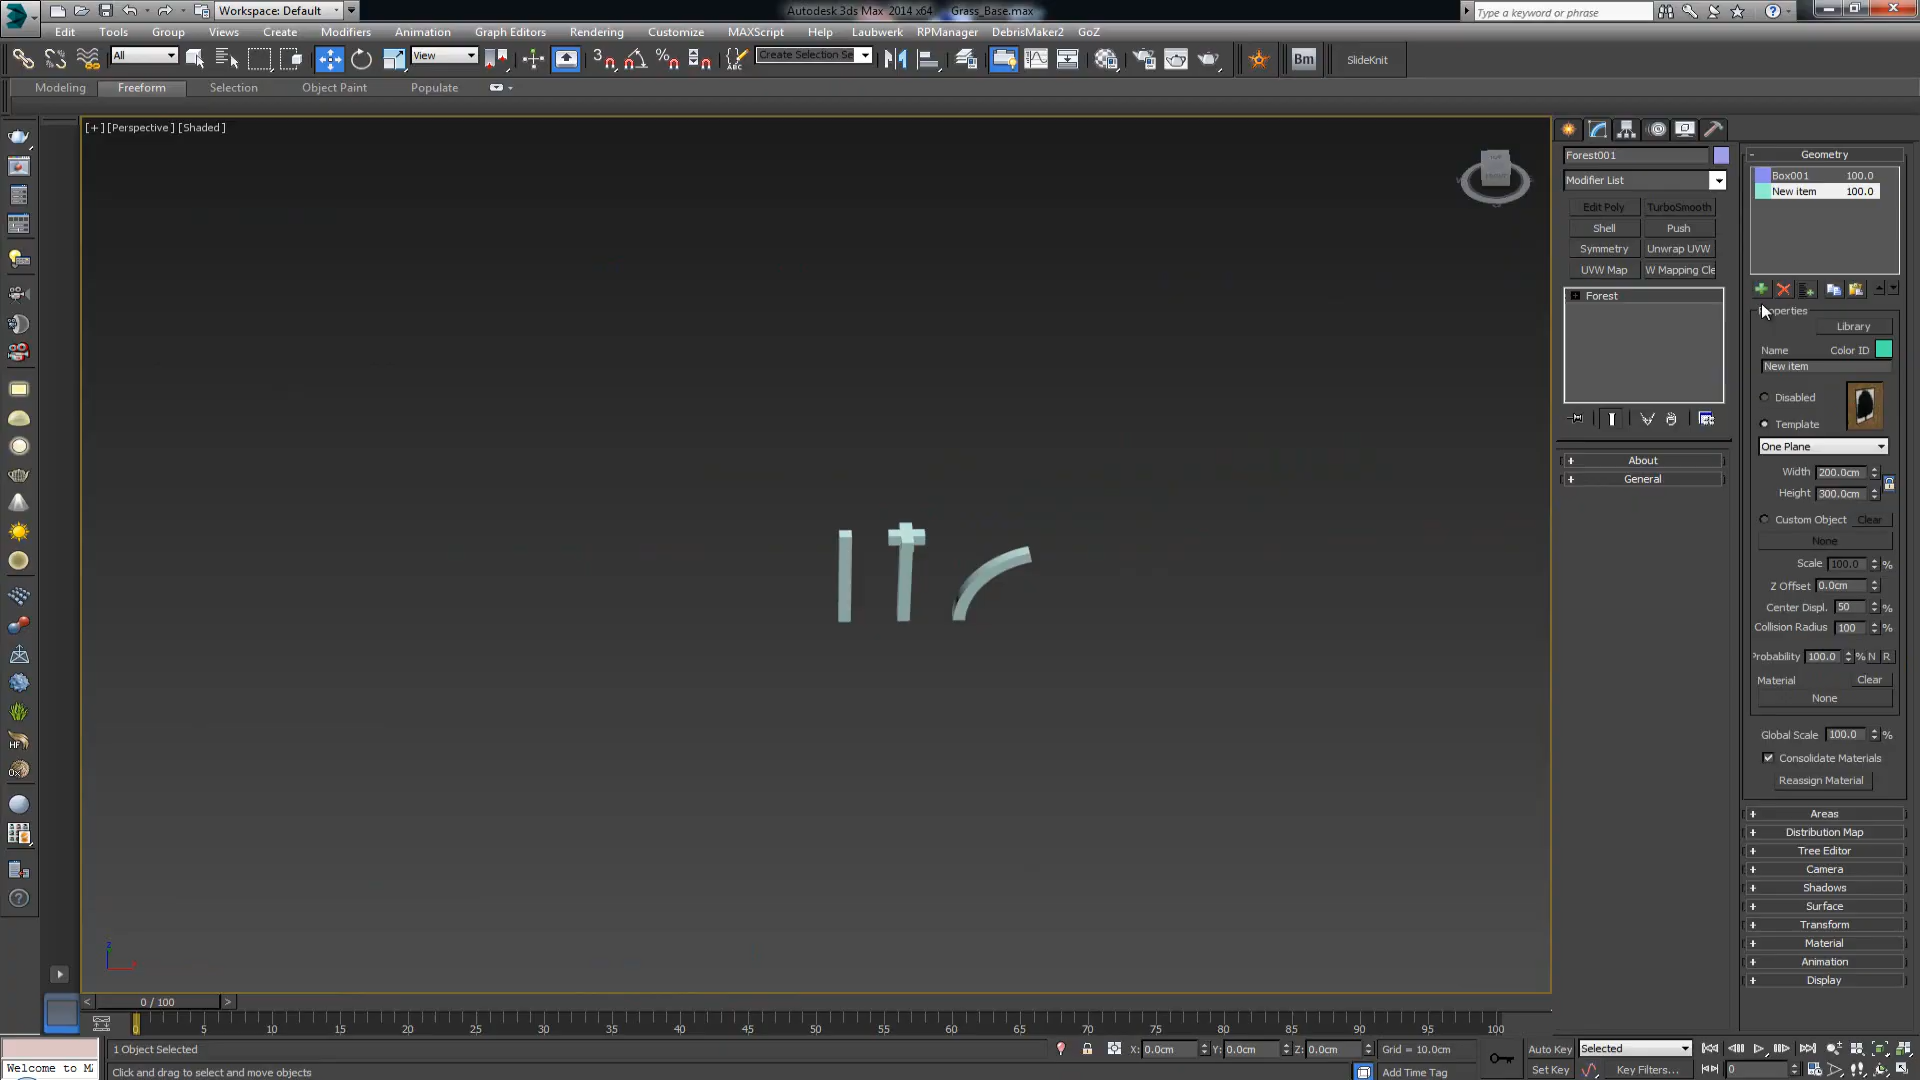 Workspace: Default
Autodesk 3ds Max 2014 x64 Grass_Base.max
Type a keyword or phrase
Edit Tools Group Views Create Modifiers Animation Graph Editors Rendering Customize MAXScript Help Laubwerk RPManager DebrisMaker2 GoZ
All View Create Selection Se Bm SlideKnit
Modeling Freeform Selection Object Paint Populate
[+] [Perspective] [Shaded]
Forest001
Modifier List
Edit Poly TurboSmooth
Shell Push
Symmetry Unwrap UVW
UVW Map W Mapping Cle
Forest
+ About
+ General
- Geometry
Box001 100.0
New item 100.0
operties
Library
Name Color ID
New item
Disabled
Template
One Plane
Width 200.0cm
Height 300.0cm
Custom Object Clear
None
Scale 100.0 %
Z Offset 0.0cm
Center Displ. 50 %
Collision Radius 100 %
Probability 100.0 % N R
Material Clear
None
Global Scale 100.0 %
Consolidate Materials
Reassign Material
+ Areas
+ Distribution Map
+ Tree Editor
+ Camera
+ Shadows
+ Surface
+ Transform
+ Material
+ Animation
+ Display
z
< 0 / 100 >
0 5 10 15 20 25 30 35 40 45 50 55 60 65 70 75 80 85 90 95 100
1 Object Selected X: 0.0cm Y: 0.0cm Z: 0.0cm Grid = 10.0cm Auto Key Selected
Welcome to M Click and drag to select and move objects Add Time Tag Set Key Key Filters... 0